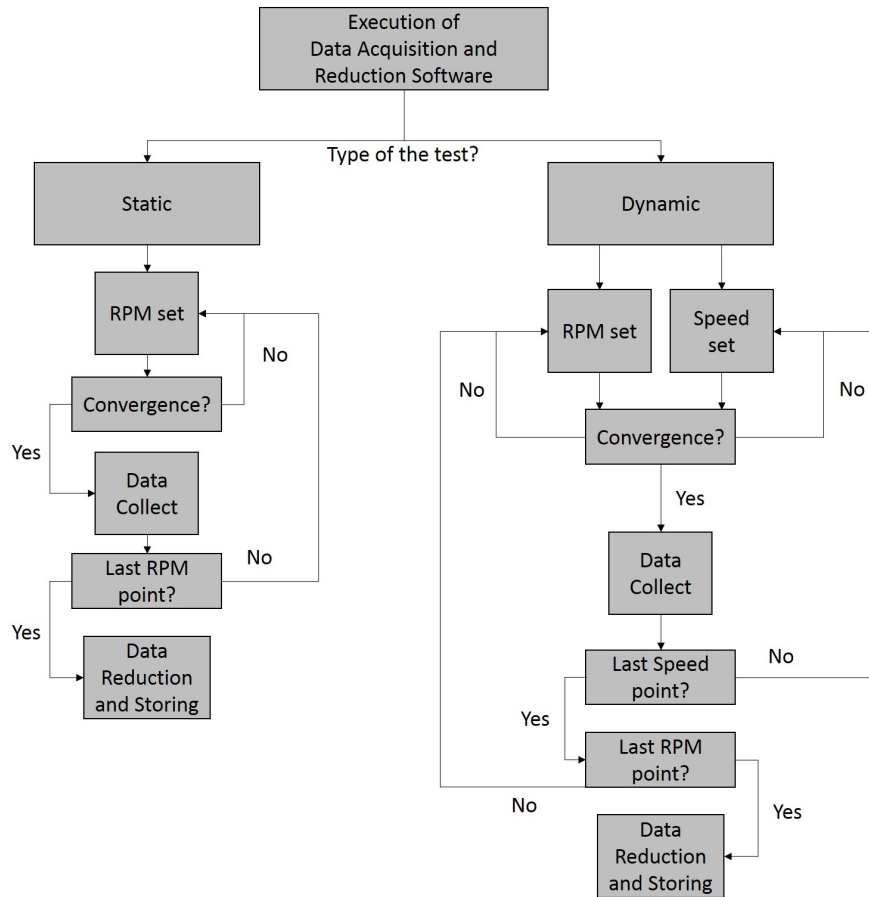 Execution of
Data Acquisition and
Reduction Software
Type of the test?
Static
RPM set
No
Convergence?
Yes
Data
Collect
Last RPM
point?
No
Yes
Data
Reduction
and Storing
Dynamic
RPM set
Speed
set
No
No
Convergence?
Yes
Data
Collect
Last Speed
point?
No
Yes
Last RPM
point?
No
Yes
Data
Reduction
and Storing